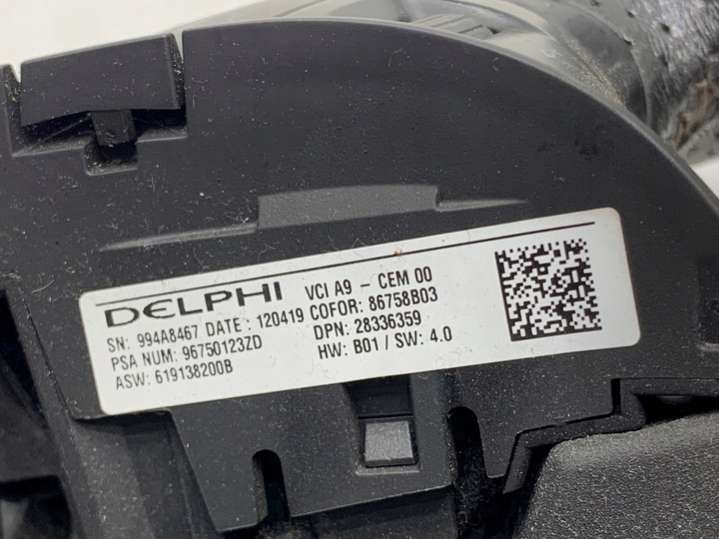 DELPHI VCI A9 - CEM 00
SN: 994A8467 DATE : 120419 COFOR: 86758B03
PSA NUM: 96750123ZD DPN: 28336359
ASW: 619138200B HW: B01 / SW: 4.0